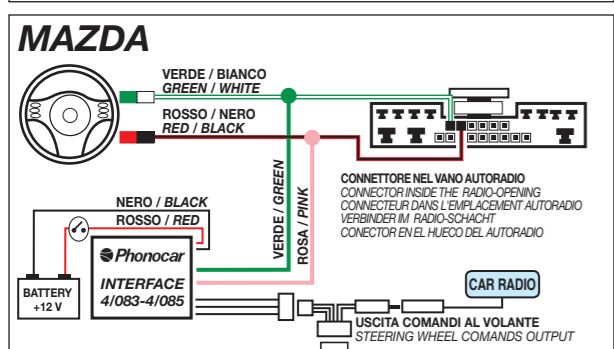 MAZDA
VERDE / BIANCO
GREEN / WHITE
ROSSO / NERO
RED / BLACK
CONNETTORE NEL VANO AUTORADIO
CONNECTOR INSIDE THE RADIO-OPENING
CONNECTEUR DANS L'EMPLACEMENT AUTORADIO
VERBINDER IM RADIO-SCHACHT
CONECTOR EN EL HUECO DEL AUTORADIO
VERDE / GREEN
ROSA / PINK
NERO / BLACK
ROSSO / RED
Phonocar
INTERFACE
4/083-4/085
BATTERY
+12 V
CAR RADIO
USCITA COMANDI AL VOLANTE
STEERING WHEEL COMANDS OUTPUT